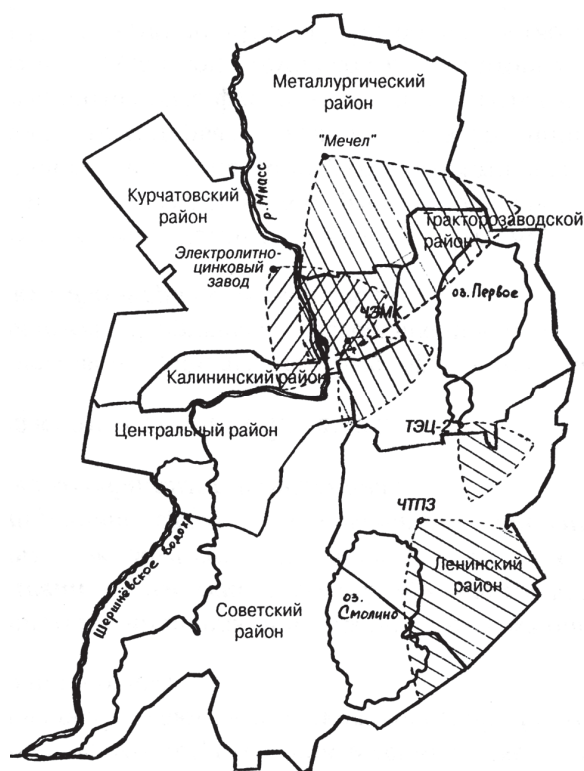 Металлургический
район
"Мечел"
Курчатовский
район
р. Миасс
Тракторозаводской
район
Электролитно-
цинковый
завод
оз. Первое
ЧЭМК
Калининский район
Центральный район
ТЭЦ-2
ЧТПЗ
Шершнёвское водохр.
Ленинский
район
оз.
Смолино
Советский
район